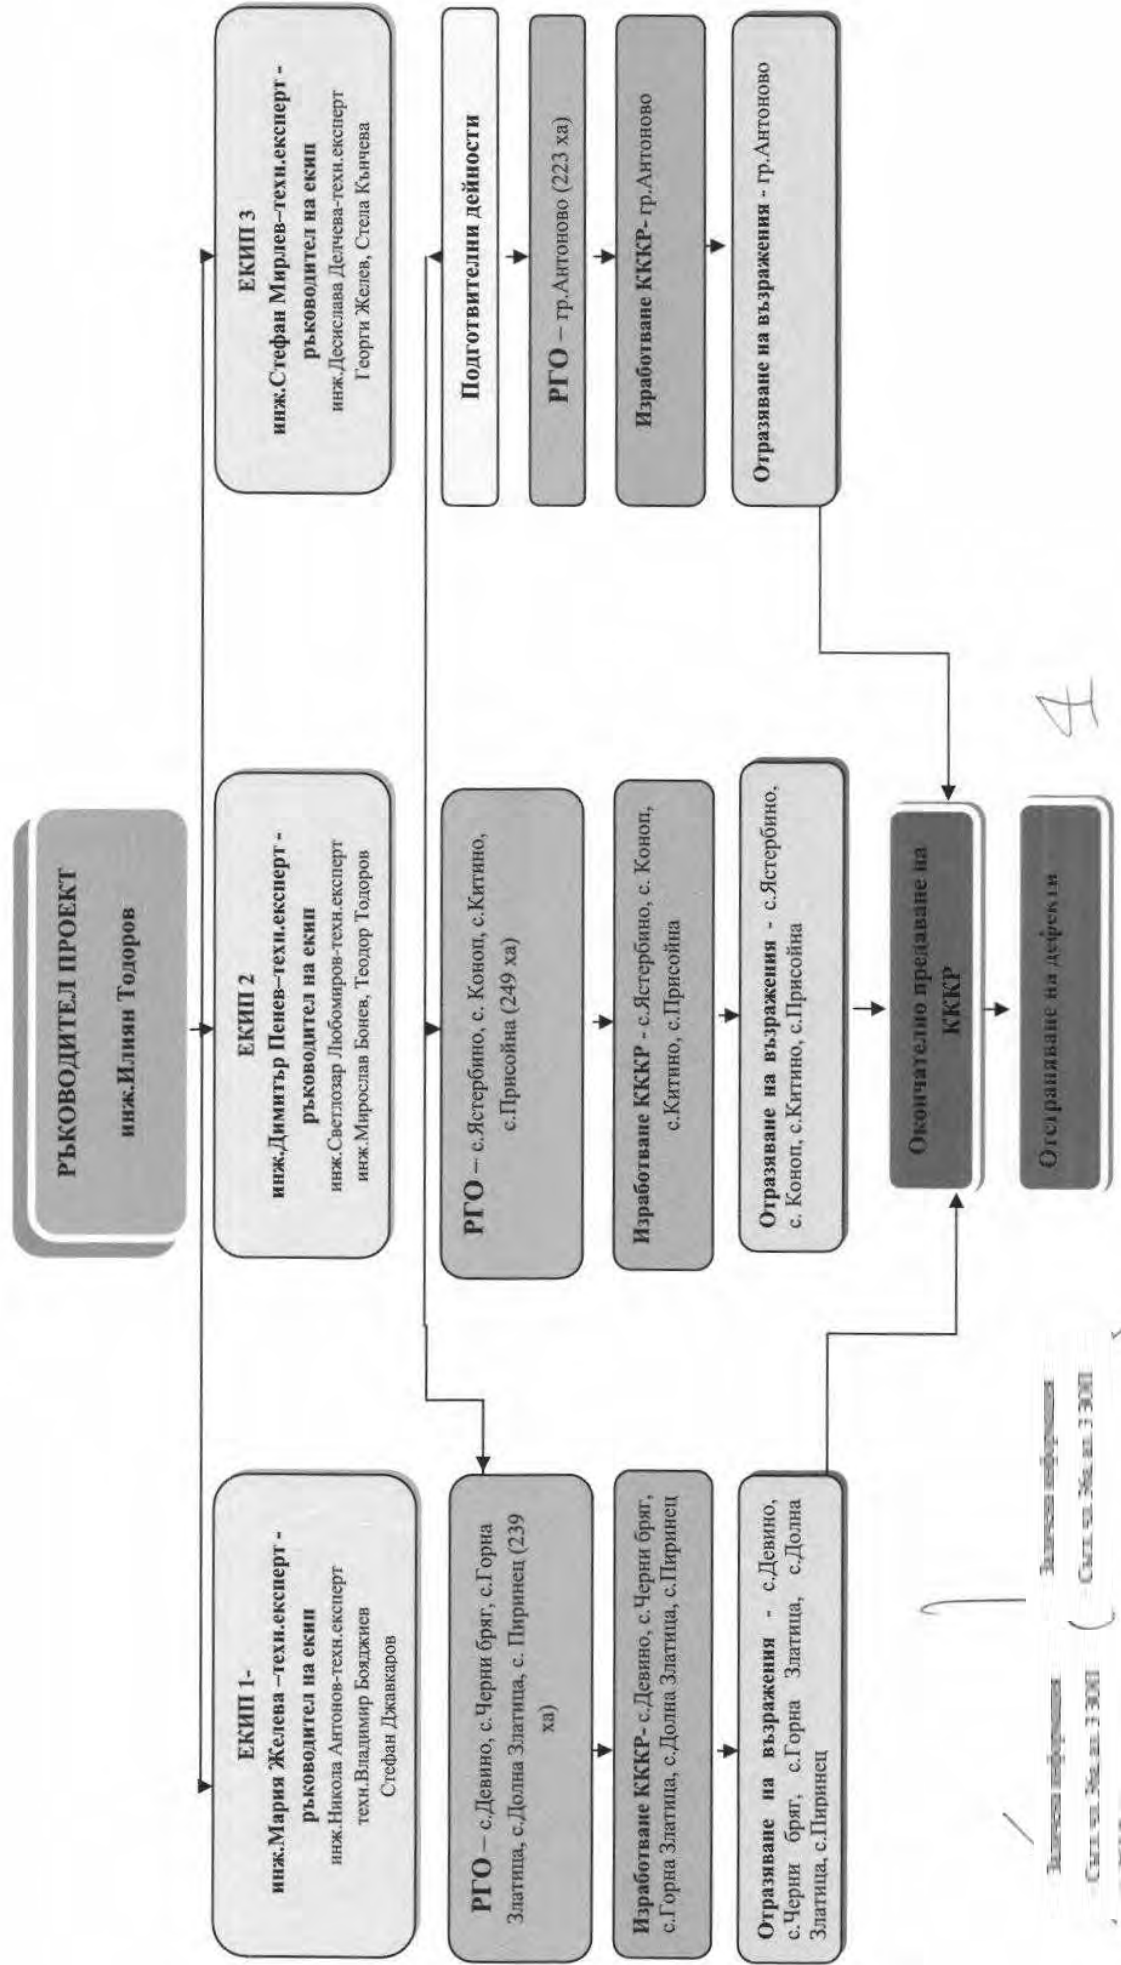 РЪКОВОДИТЕЛ ПРОЕКТ
инж.Илиян Тодоров
ЕКИП 1-
инж.Мария Желева –техн.експерт -
ръководител на екип
инж.Никола Антонов-техн.експерт
техн.Владимир Бояджиев
Стефан Джавкаров
ЕКИП 2
инж.Димитър Пенев–техн.експерт -
ръководител на екип
инж.Светлозар Любомиров-техн.експерт
инж.Мирослав Бонев, Теодор Тодоров
ЕКИП 3
инж.Стефан Мирлев–техн.експерт -
ръководител на екип
инж.Десислава Делчева-техн.експерт
Георги Желев, Стела Кънчева
Подготвителни дейности
РГО – с.Девино, с.Черни бряг, с.Горна
Златица, с.Долна Златица, с. Пиринец (239
ха)
РГО – с.Ястербино, с. Коноп, с.Китино,
с.Присойна (249 ха)
РГО – гр.Антоново (223 ха)
Изработване КККР- с.Девино, с.Черни бряг,
с.Горна Златица, с.Долна Златица, с.Пиринец
Изработване КККР - с.Ястербино, с. Коноп,
с.Китино, с.Присойна
Изработване КККР- гр.Антоново
Отразяване на възражения - с.Девино,
с.Черни бряг, с.Горна Златица, с.Долна
Златица, с.Пиринец
Отразяване на възражения - с.Ястербино,
с. Коноп, с.Китино, с.Присойна
Отразяване на възражения - гр.Антоново
Окончателно предаване на
КККР
Отстраняване на дефекти